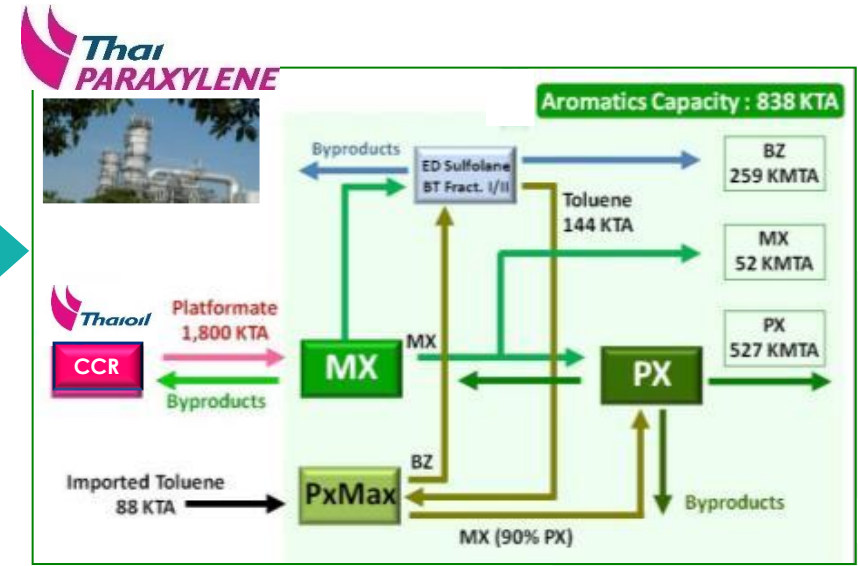 Thai
PARAXYLENE
Aromatics Capacity : 838 KTA
Byproducts
ED Sulfolane
BT Fract. I/II
BZ
259 KMTA
Toluene
144 KTA
MX
52 KMTA
Thaioil
Platformate
1,800 KTA
CCR
MX
MX
PX
527 KMTA
PX
Byproducts
BZ
Imported Toluene
88 KTA
PxMax
Byproducts
MX (90% PX)